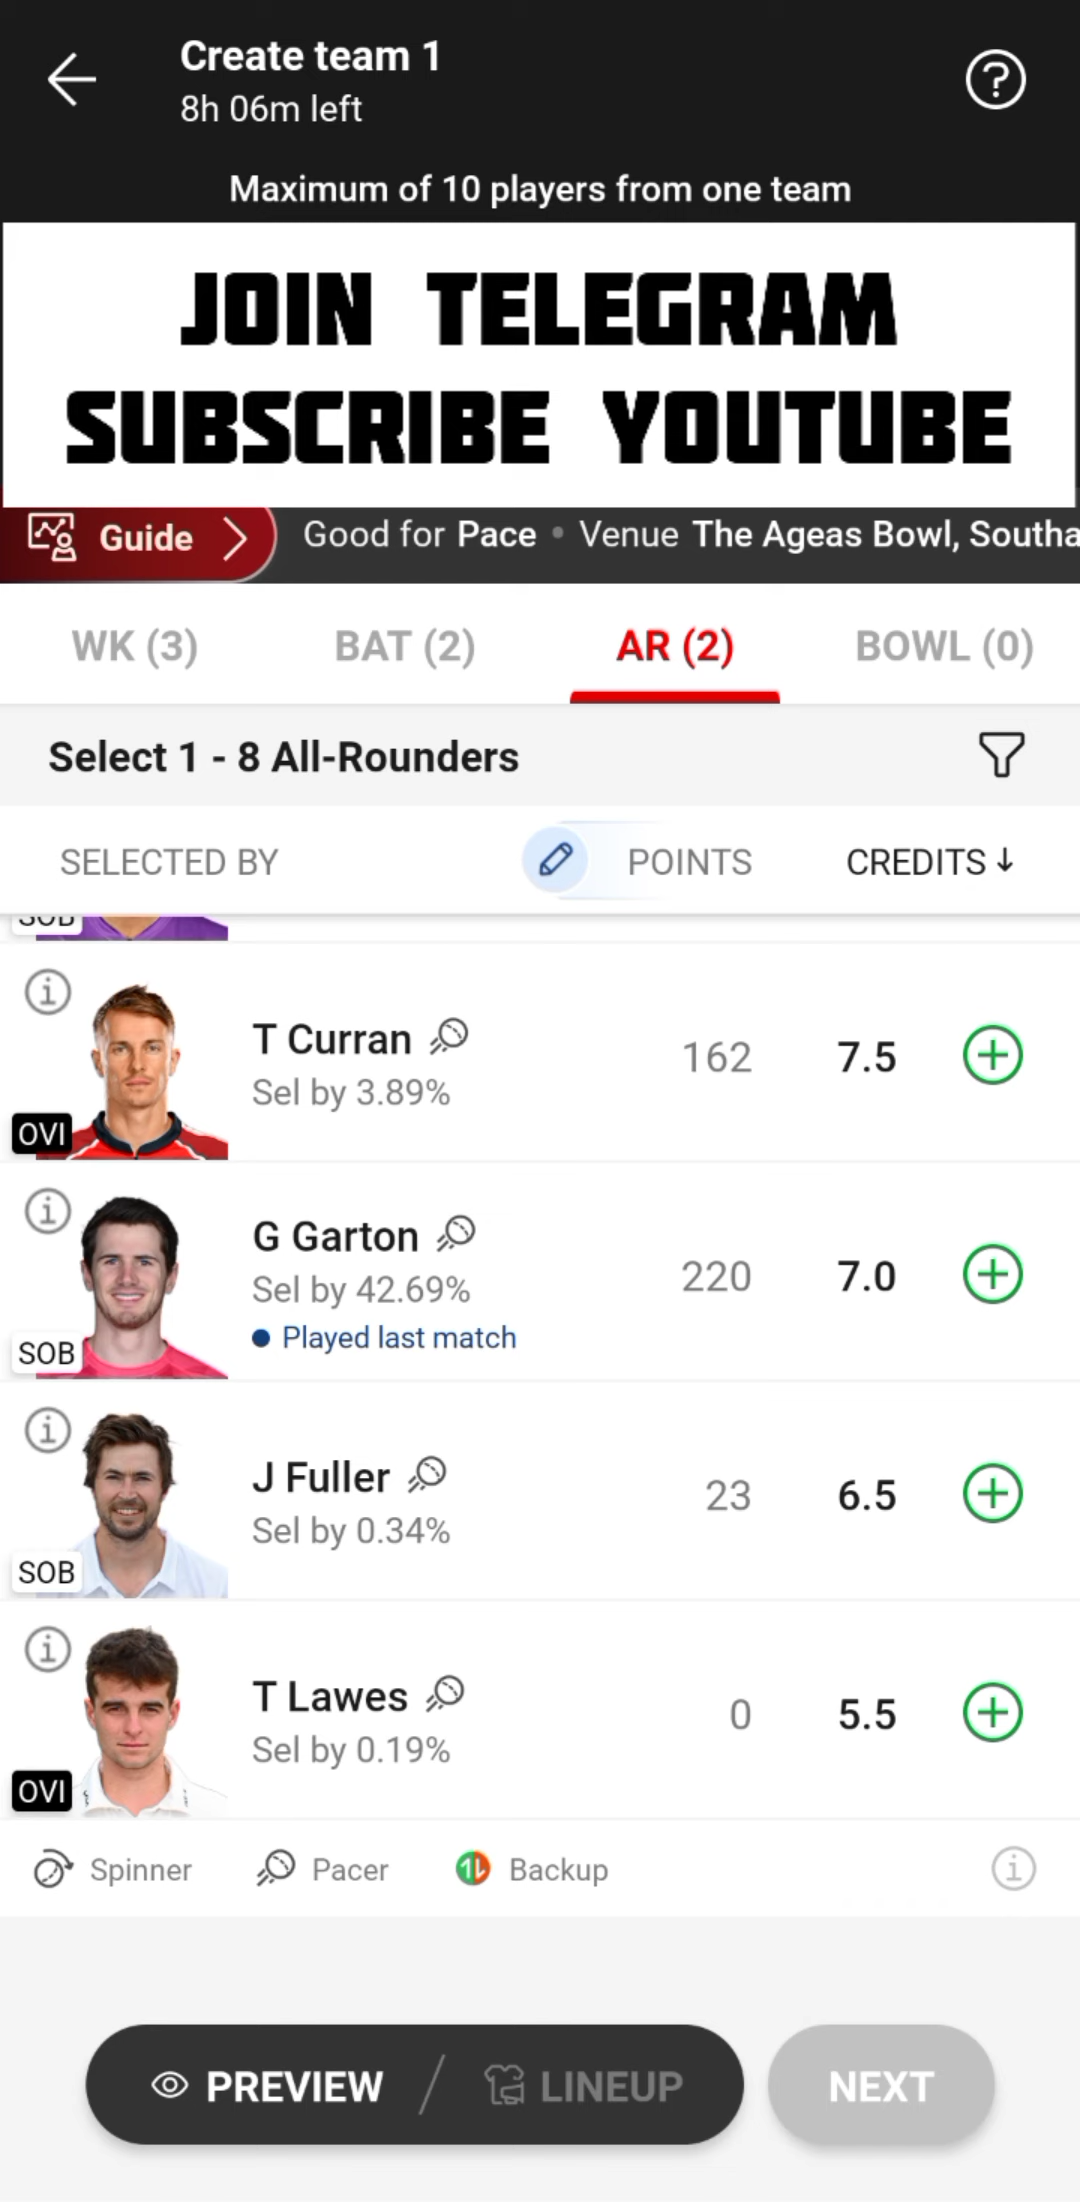 Create team 1
8h 06m left
Maximum of 10 players from one team
JOIN TELEGRAM
SUBSCRIBE YOUTUBE
Guide Good for Pace • Venue The Ageas Bowl, Southa
WK (3) BAT (2) AR (2) BOWL (0)
Select 1 - 8 All-Rounders
SELECTED BY POINTS CREDITS↓
SOB
T Curran 162 7.5
Sel by 3.89%
OVI
G Garton 220 7.0
Sel by 42.69%
• Played last match
SOB
J Fuller 23 6.5
Sel by 0.34%
SOB
T Lawes 0 5.5
Sel by 0.19%
OVI
Spinner Pacer Backup
PREVIEW / LINEUP NEXT